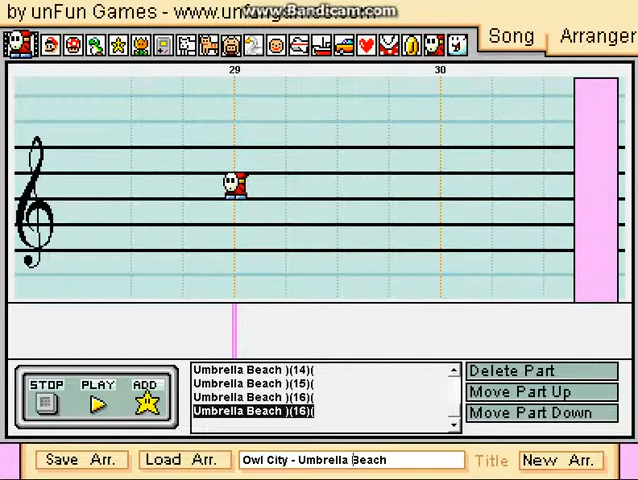 by unFun Games - www.unfungames.com
www.Bandicam.com
Song
Arranger
29
30
STOP
PLAY
ADD
Umbrella Beach )(14)(
Umbrella Beach )(15)(
Umbrella Beach )(16)(
Umbrella Beach )(16)(
Delete Part
Move Part Up
Move Part Down
Save Arr.
Load Arr.
Owl City - Umbrella Beach
Title
New Arr.